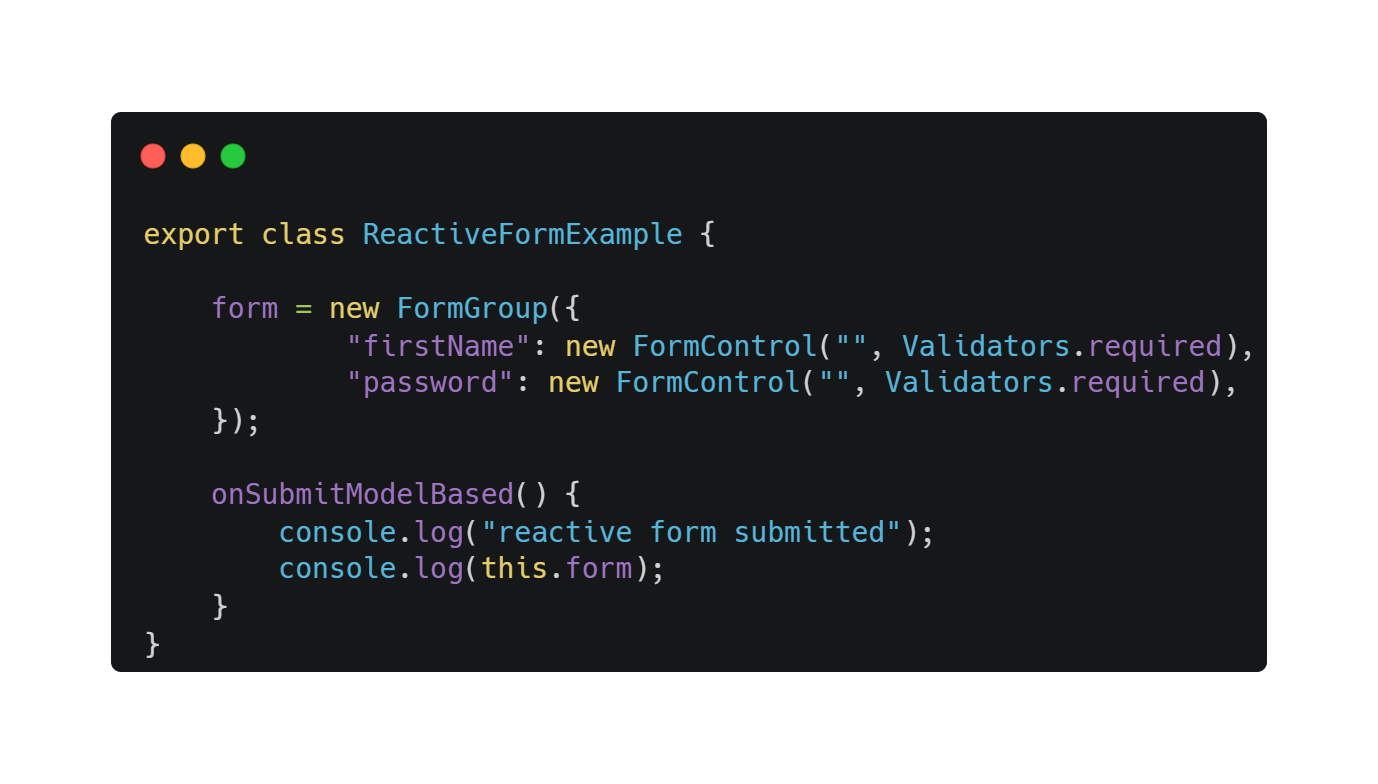 export class ReactiveFormExample {
    form = new FormGroup({
            "firstName": new FormControl("", Validators.required),
            "password": new FormControl("", Validators.required),
    });
    onSubmitModelBased() {
        console.log("reactive form submitted");
        console.log(this.form);
    }
}